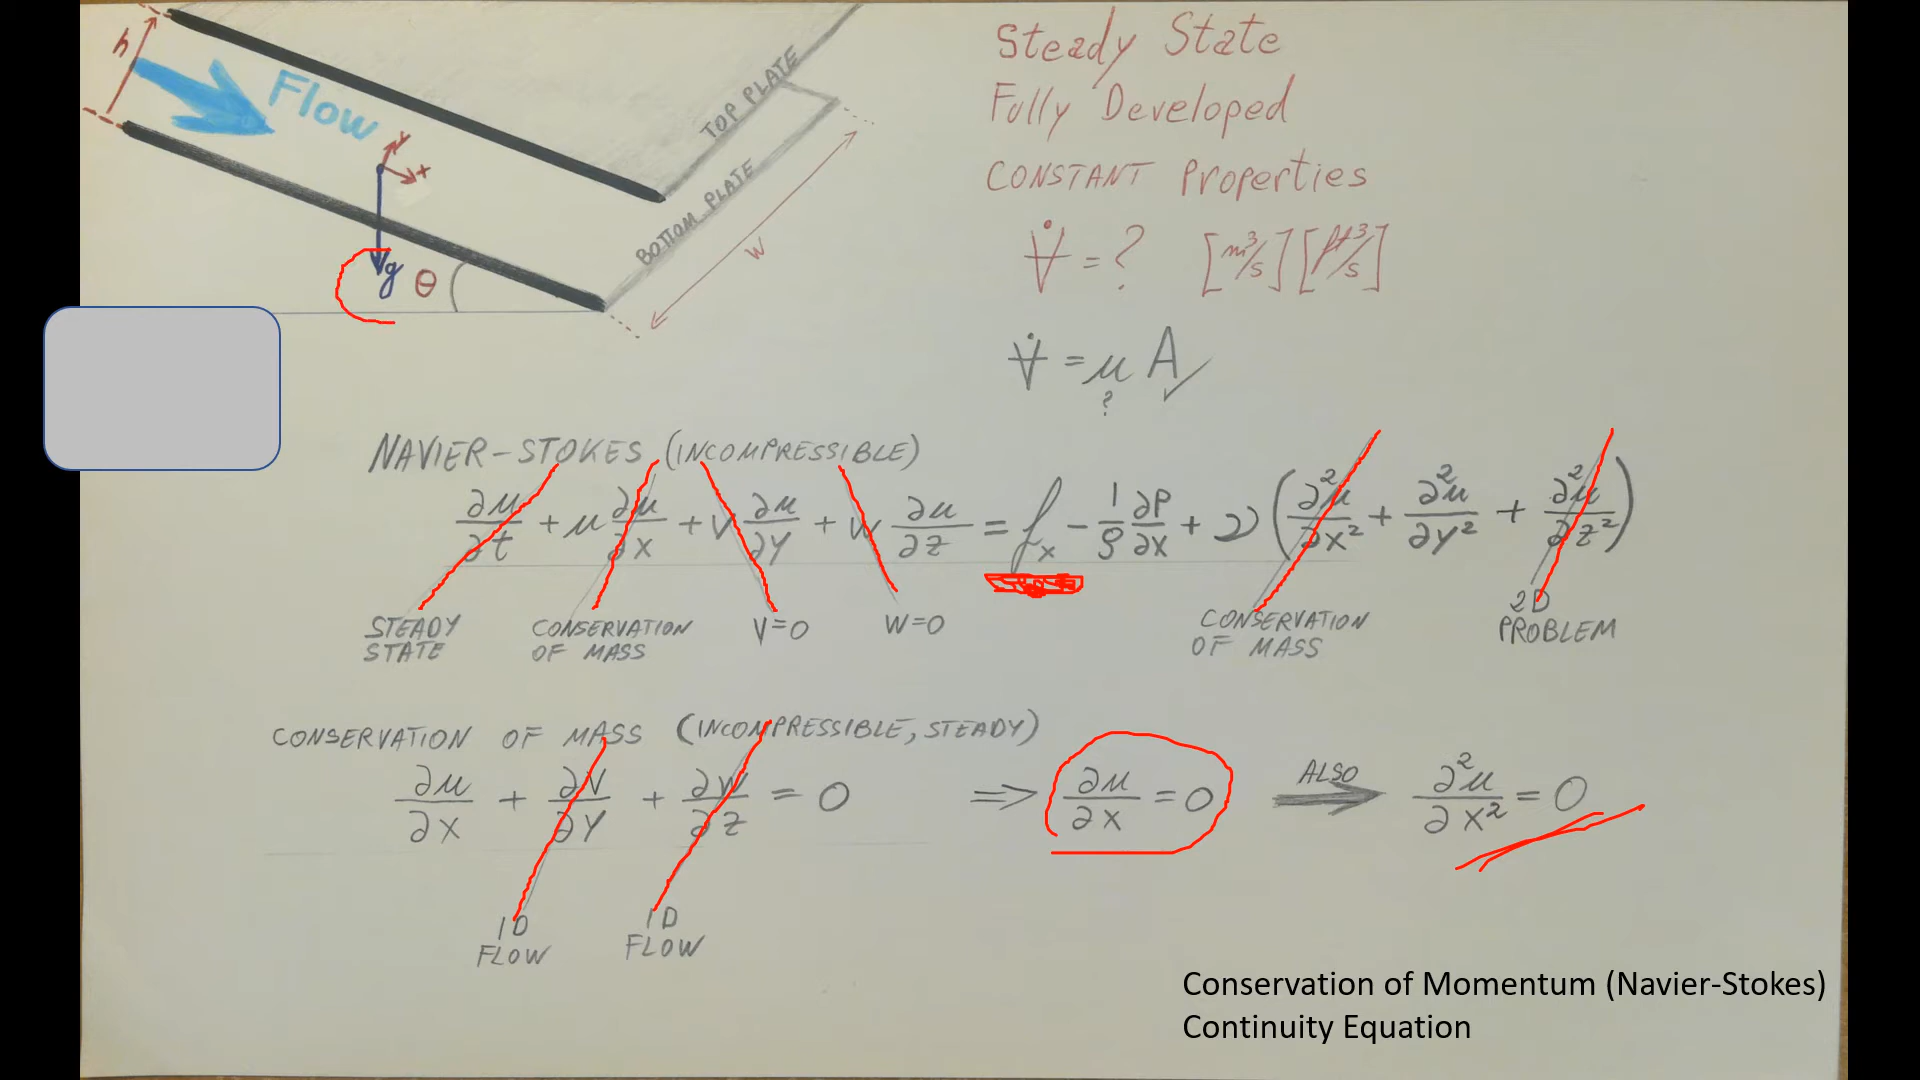 h
Flow
Y
x
g
θ
TOP PLATE
BOTTOM PLATE
W
Steady State
Fully Developed
CONSTANT Properties
V̇ = ? [m³/s] [ft³/s]
V̇ = u A ✓
?
NAVIER-STOKES (INCOMPRESSIBLE)
∂u/∂t + u ∂u/∂x + v ∂u/∂y + w ∂u/∂z = fx - 1/ρ ∂P/∂x + ν (∂²u/∂x² + ∂²u/∂y² + ∂²u/∂z²)
STEADY STATE
CONSERVATION OF MASS
V=0
W=0
CONSERVATION OF MASS
2D PROBLEM
CONSERVATION OF MASS (INCOMPRESSIBLE, STEADY)
∂u/∂x + ∂v/∂y + ∂w/∂z = 0 ⇒ ∂u/∂x = 0 ALSO ⇒ ∂²u/∂x² = 0
1D FLOW
1D FLOW
Conservation of Momentum (Navier-Stokes)
Continuity Equation